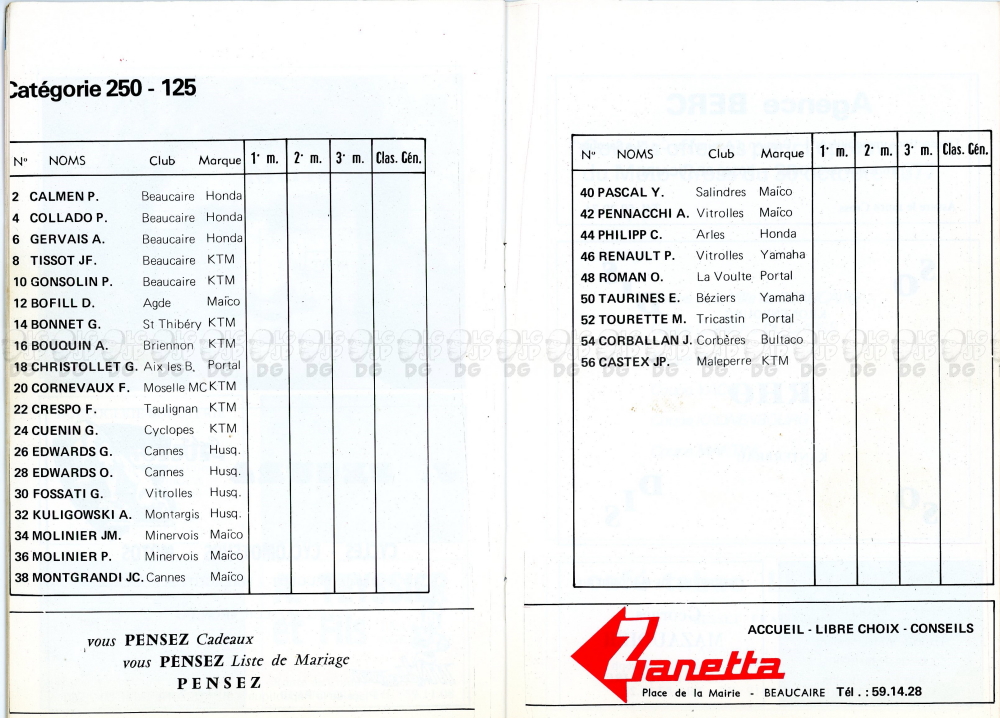 Catégorie 250 - 125
N° NOMS Club Marque 1° m. 2° m. 3° m. Clas. Gén.
2 CALMEN P. Beaucaire Honda
4 COLLADO P. Beaucaire Honda
6 GERVAIS A. Beaucaire Honda
8 TISSOT JF. Beaucaire KTM
10 GONSOLIN P. Beaucaire KTM
12 BOFILL D. Agde Maïco
14 BONNET G. St Thibéry KTM
16 BOUQUIN A. Briennon KTM
18 CHRISTOLLET G. Aix les B. Portal
20 CORNEVAUX F. Moselle MC KTM
22 CRESPO F. Taulignan KTM
24 CUENIN G. Cyclopes KTM
26 EDWARDS G. Cannes Husq.
28 EDWARDS O. Cannes Husq.
30 FOSSATI G. Vitrolles Husq.
32 KULIGOWSKI A. Montargis Husq.
34 MOLINIER JM. Minervois Maïco
36 MOLINIER P. Minervois Maïco
38 MONTGRANDI JC. Cannes Maïco
vous PENSEZ Cadeaux
vous PENSEZ Liste de Mariage
PENSEZ
N° NOMS Club Marque 1° m. 2° m. 3° m. Clas. Gén.
40 PASCAL Y. Salindres Maïco
42 PENNACCHI A. Vitrolles Maïco
44 PHILIPP C. Arles Honda
46 RENAULT P. Vitrolles Yamaha
48 ROMAN O. La Voulte Portal
50 TAURINES E. Béziers Yamaha
52 TOURETTE M. Tricastin Portal
54 CORBALLAN J. Corbères Bultaco
56 CASTEX JP. Maleperre KTM
ACCUEIL - LIBRE CHOIX - CONSEILS
Zanetta
Place de la Mairie - BEAUCAIRE Tél. : 59.14.28